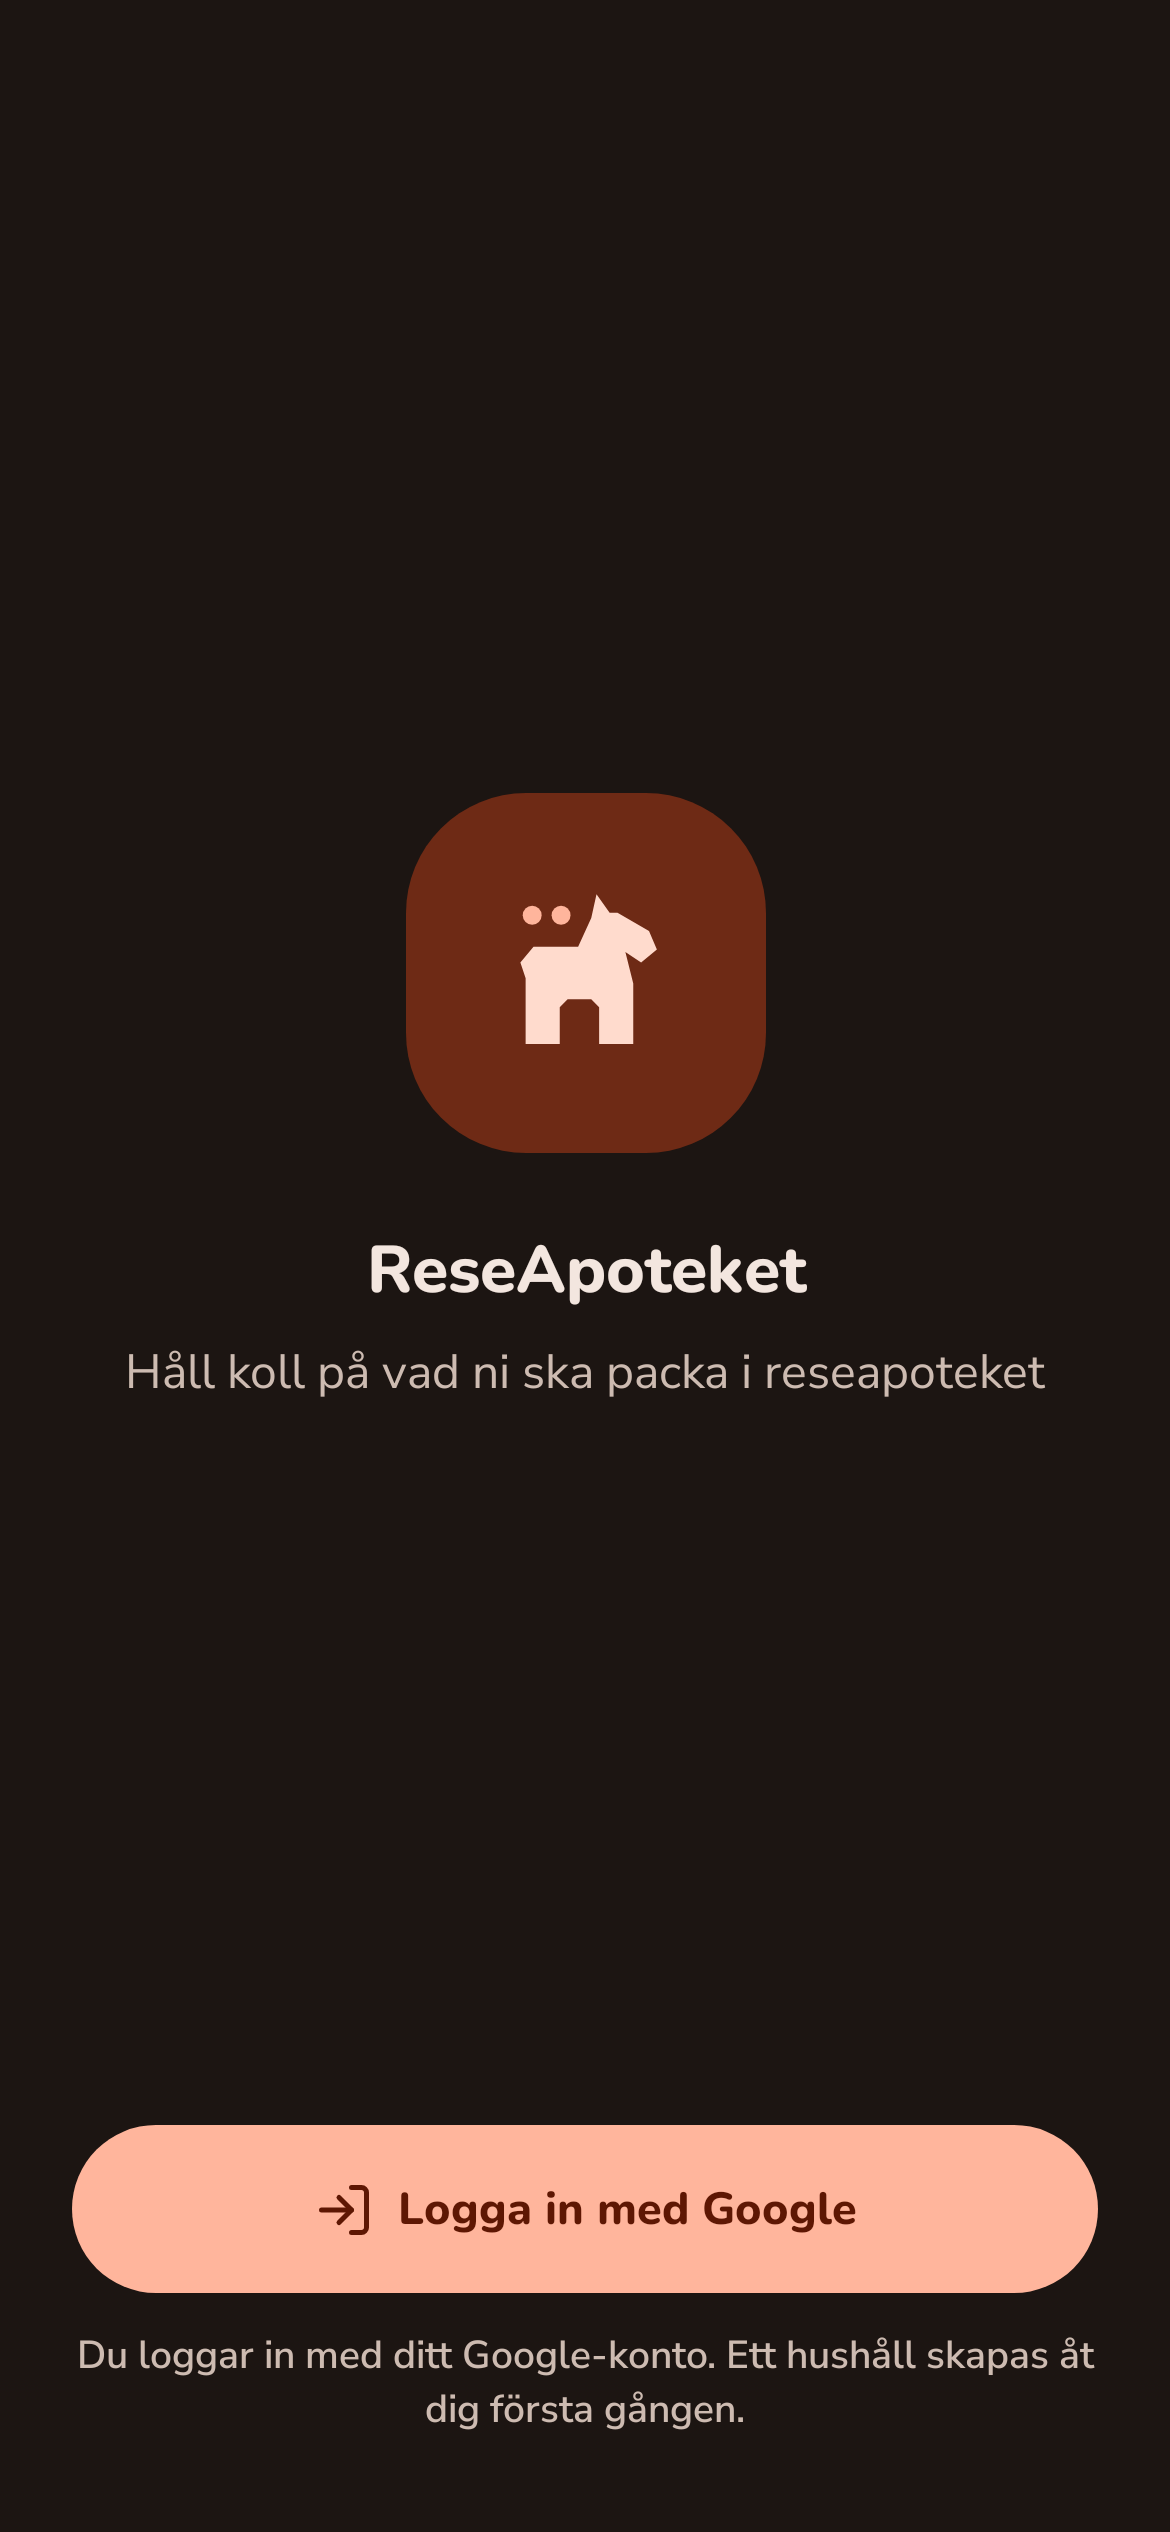 ReseApoteket
Håll koll på vad ni ska packa i reseapoteket
Logga in med Google
Du loggar in med ditt Google-konto. Ett hushåll skapas åt
dig första gången.